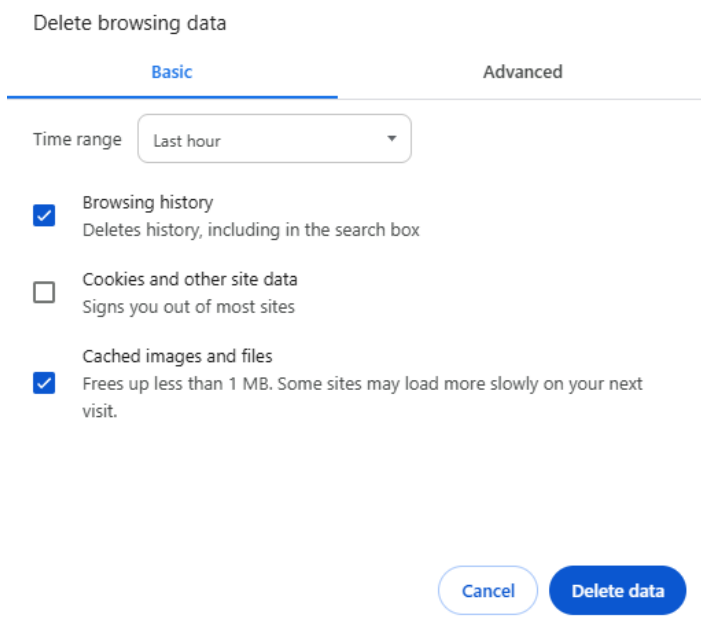 Delete browsing data
Basic
Advanced
Time range
Last hour
Browsing history
Deletes history, including in the search box
Cookies and other site data
Signs you out of most sites
Cached images and files
Frees up less than 1 MB. Some sites may load more slowly on your next
visit.
Cancel
Delete data